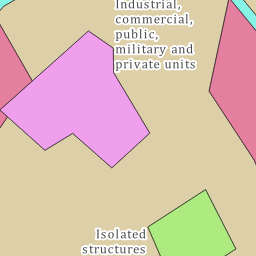 Industrial,
commercial,
public,
military and
private units
Isolated
structures